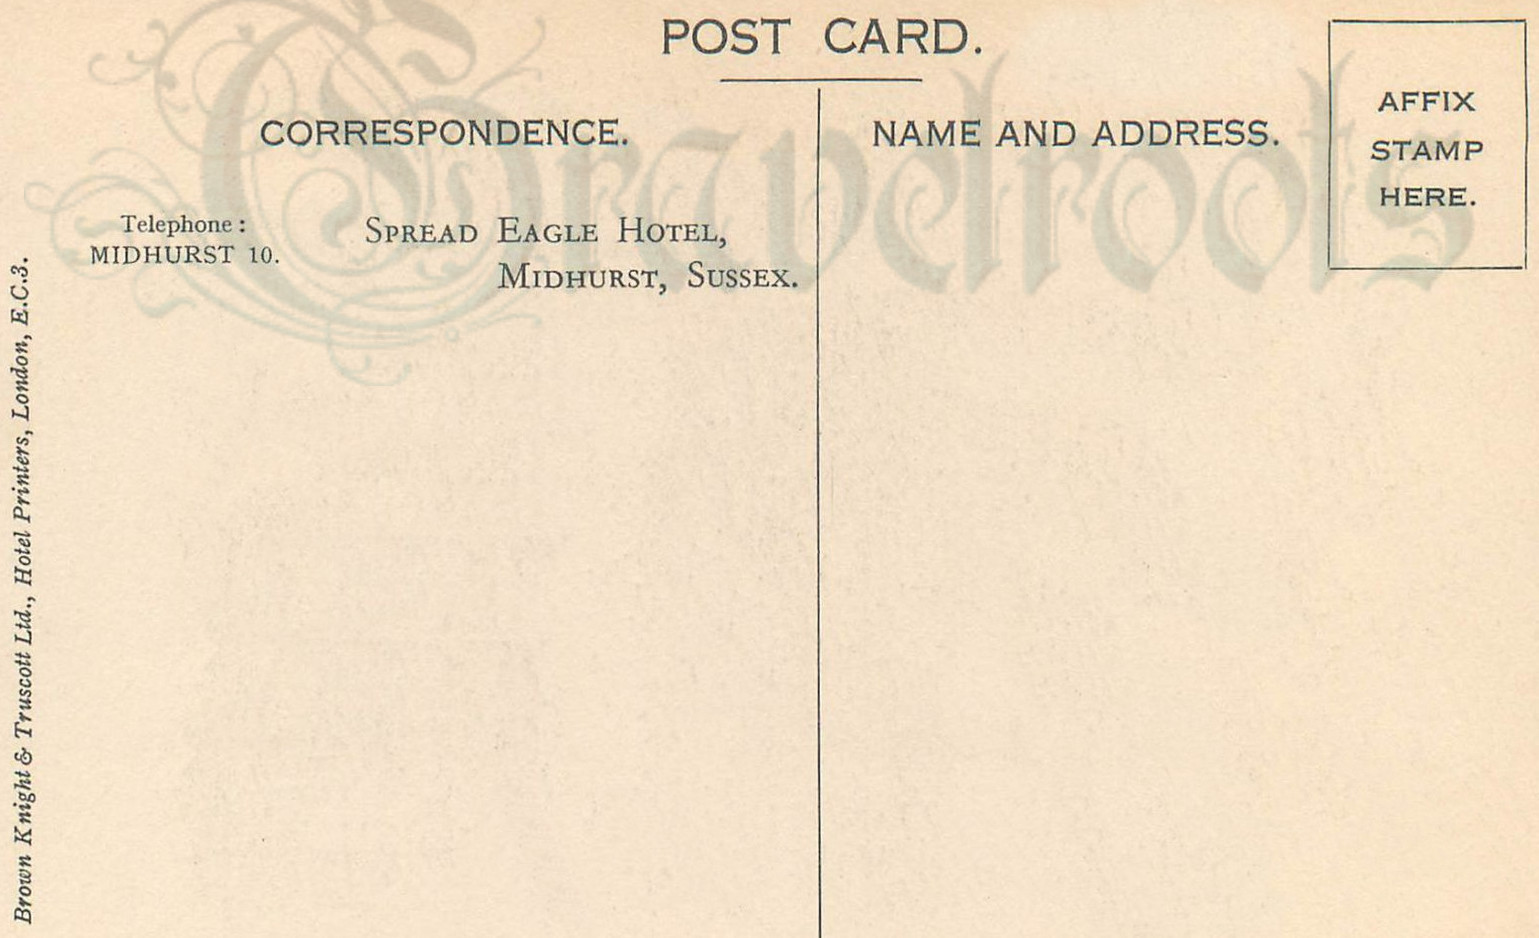 POST CARD.
CORRESPONDENCE.
NAME AND ADDRESS.
AFFIX
STAMP
HERE.
Telephone:
MIDHURST 10.
SPREAD EAGLE HOTEL,
MIDHURST, SUSSEX.
Brown Knight & Truscott Ltd., Hotel Printers, London, E.C.3.
Gravelroots